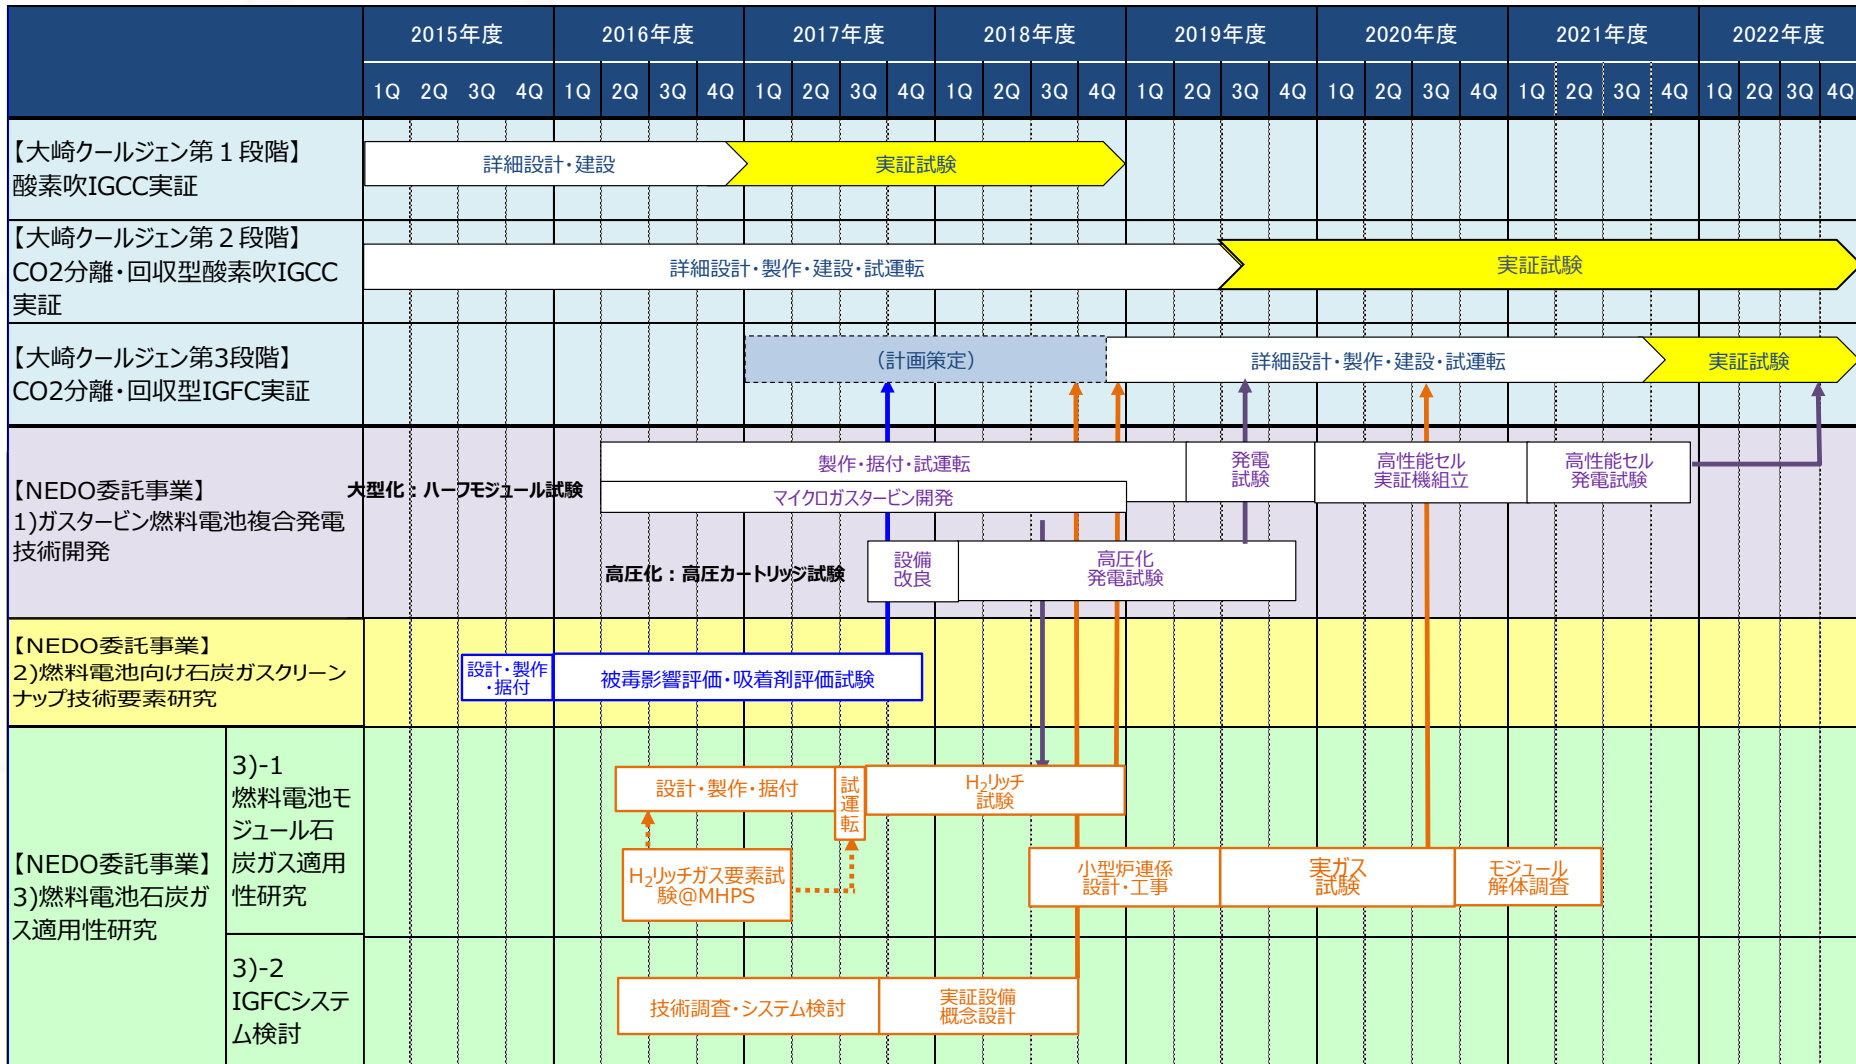 2015年度 2016年度 2017年度 2018年度 2019年度 2020年度 2021年度 2022年度
1Q 2Q 3Q 4Q 1Q 2Q 3Q 4Q 1Q 2Q 3Q 4Q 1Q 2Q 3Q 4Q 1Q 2Q 3Q 4Q 1Q 2Q 3Q 4Q 1Q 2Q 3Q 4Q 1Q 2Q 3Q 4Q
【大崎クールジェン第１段階】
酸素吹IGCC実証
詳細設計・建設
実証試験
【大崎クールジェン第２段階】
CO2分離・回収型酸素吹IGCC
実証
詳細設計・製作・建設・試運転
実証試験
【大崎クールジェン第3段階】
CO2分離・回収型IGFC実証
（計画策定）
詳細設計・製作・建設・試運転
実証試験
【NEDO委託事業】
1)ガスタービン燃料電池複合発電
技術開発
大型化：ハーフモジュール試験
製作・据付・試運転
マイクロガスタービン開発
発電
試験
高性能セル
実証機組立
高性能セル
発電試験
高圧化：高圧カートリッジ試験
設備
改良
高圧化
発電試験
【NEDO委託事業】
2)燃料電池向け石炭ガスクリーン
ナップ技術要素研究
設計・製作
・据付
被毒影響評価・吸着剤評価試験
【NEDO委託事業】
3)燃料電池石炭ガ
ス適用性研究
3)-1
燃料電池モ
ジュール石
炭ガス適用
性研究
設計・製作・据付
試
運
転
H₂リッチ
試験
H₂リッチガス要素試
験@MHPS
小型炉連係
設計・工事
実ガス
試験
モジュール
解体調査
3)-2
IGFCシステ
ム検討
技術調査・システム検討
実証設備
概念設計